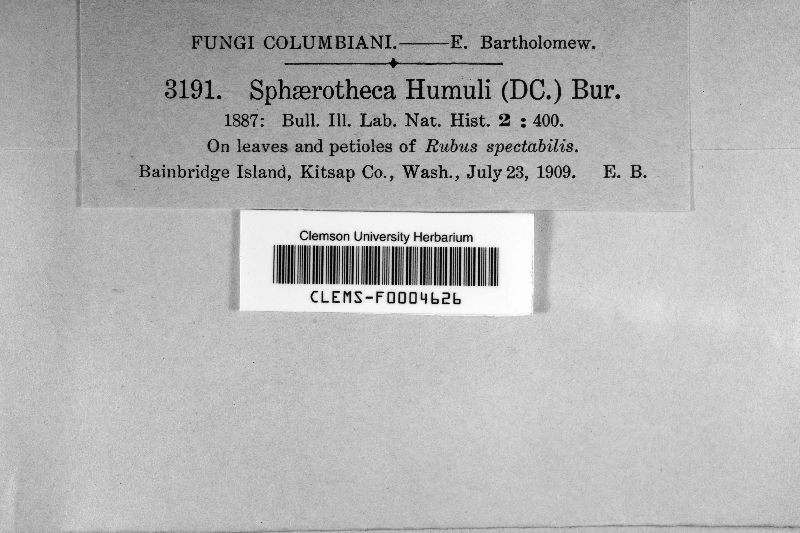 FUNGI COLUMBIANI.——E. Bartholomew.
3191. Sphærotheca Humuli (DC.) Bur.
1887: Bull. Ill. Lab. Nat. Hist. 2 : 400.
On leaves and petioles of Rubus spectabilis.
Bainbridge Island, Kitsap Co., Wash., July 23, 1909. E. B.
Clemson University Herbarium
CLEMS-F0004626